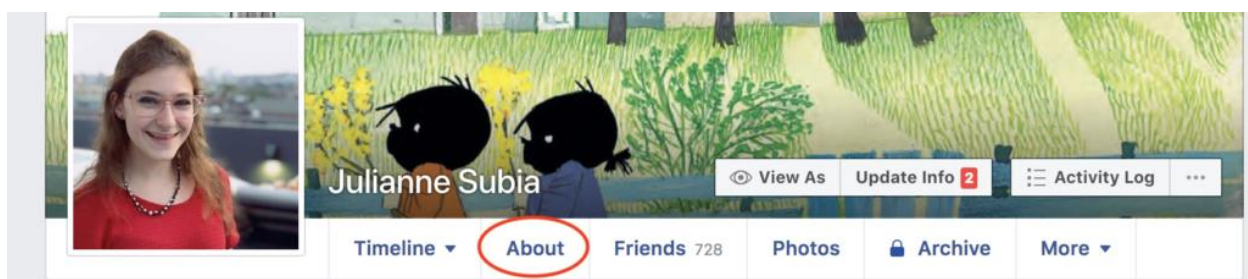 Julianne Subia
View As Update Info 2 Activity Log ...
Timeline About Friends 728 Photos Archive More